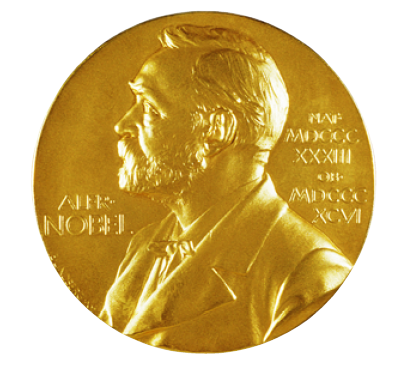 ALFR·
NOBEL
NAT·
MDCCC
XXXIII
OB·
MDCCC
XCVI